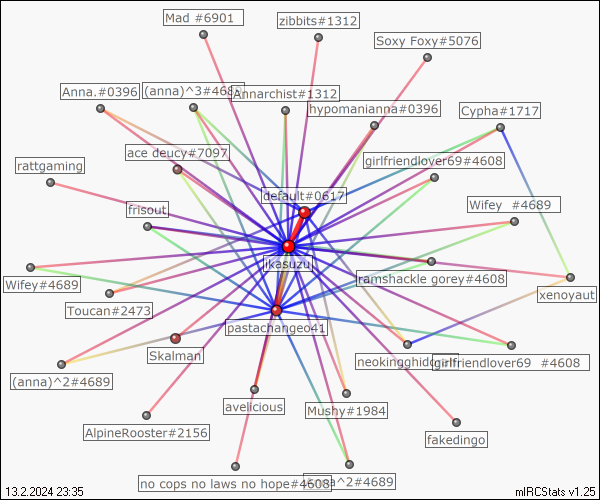 Mad #6901
zibbits#1312
Soxy Foxy#5076
Anna.#0396
(anna)^3#468
Annarchist#1312
hypomanianna#0396
Cypha#1717
ace deucy#7097
girlfriendlover69#4608
rattgaming
default#0617
frisout
Wifey #4689
ikasuzu
ramshackle gorey#4608
Wifey#4689
xenoyaut
Toucan#2473
pastachangeo41
Skalman
neokingghid
girlfriendlover69 #4608
(anna)^2#4689
avelicious
Mushy#1984
AlpineRooster#2156
fakedingo
no cops no laws no hope#4608
^2#4689
13.2.2024 23:35
mIRCStats v1.25